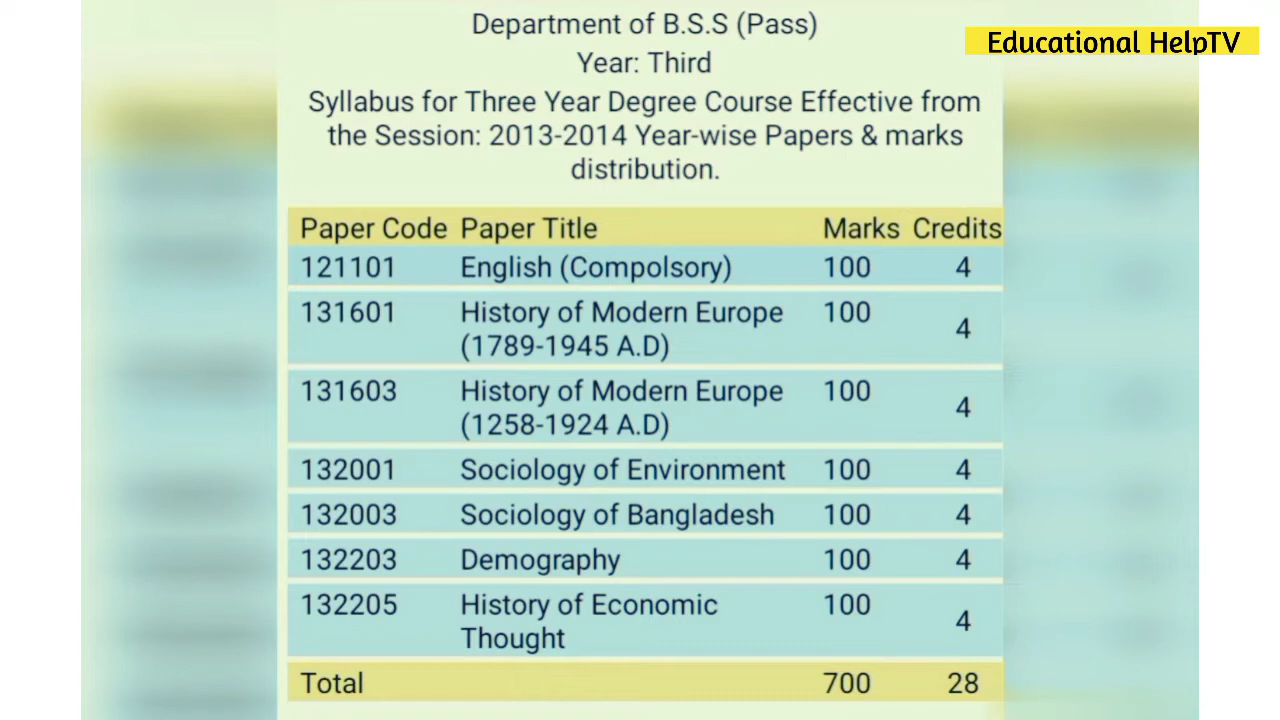 Department of B.S.S (Pass)
Educational HelpTV
Year: Third
Syllabus for Three Year Degree Course Effective from
the Session: 2013-2014 Year-wise Papers & marks
distribution.
Paper Code Paper Title Marks Credits
121101 English (Compolsory) 100 4
131601 History of Modern Europe 100 4
(1789-1945 A.D)
131603 History of Modern Europe 100 4
(1258-1924 A.D)
132001 Sociology of Environment 100 4
132003 Sociology of Bangladesh 100 4
132203 Demography 100 4
132205 History of Economic 100 4
Thought
Total 700 28